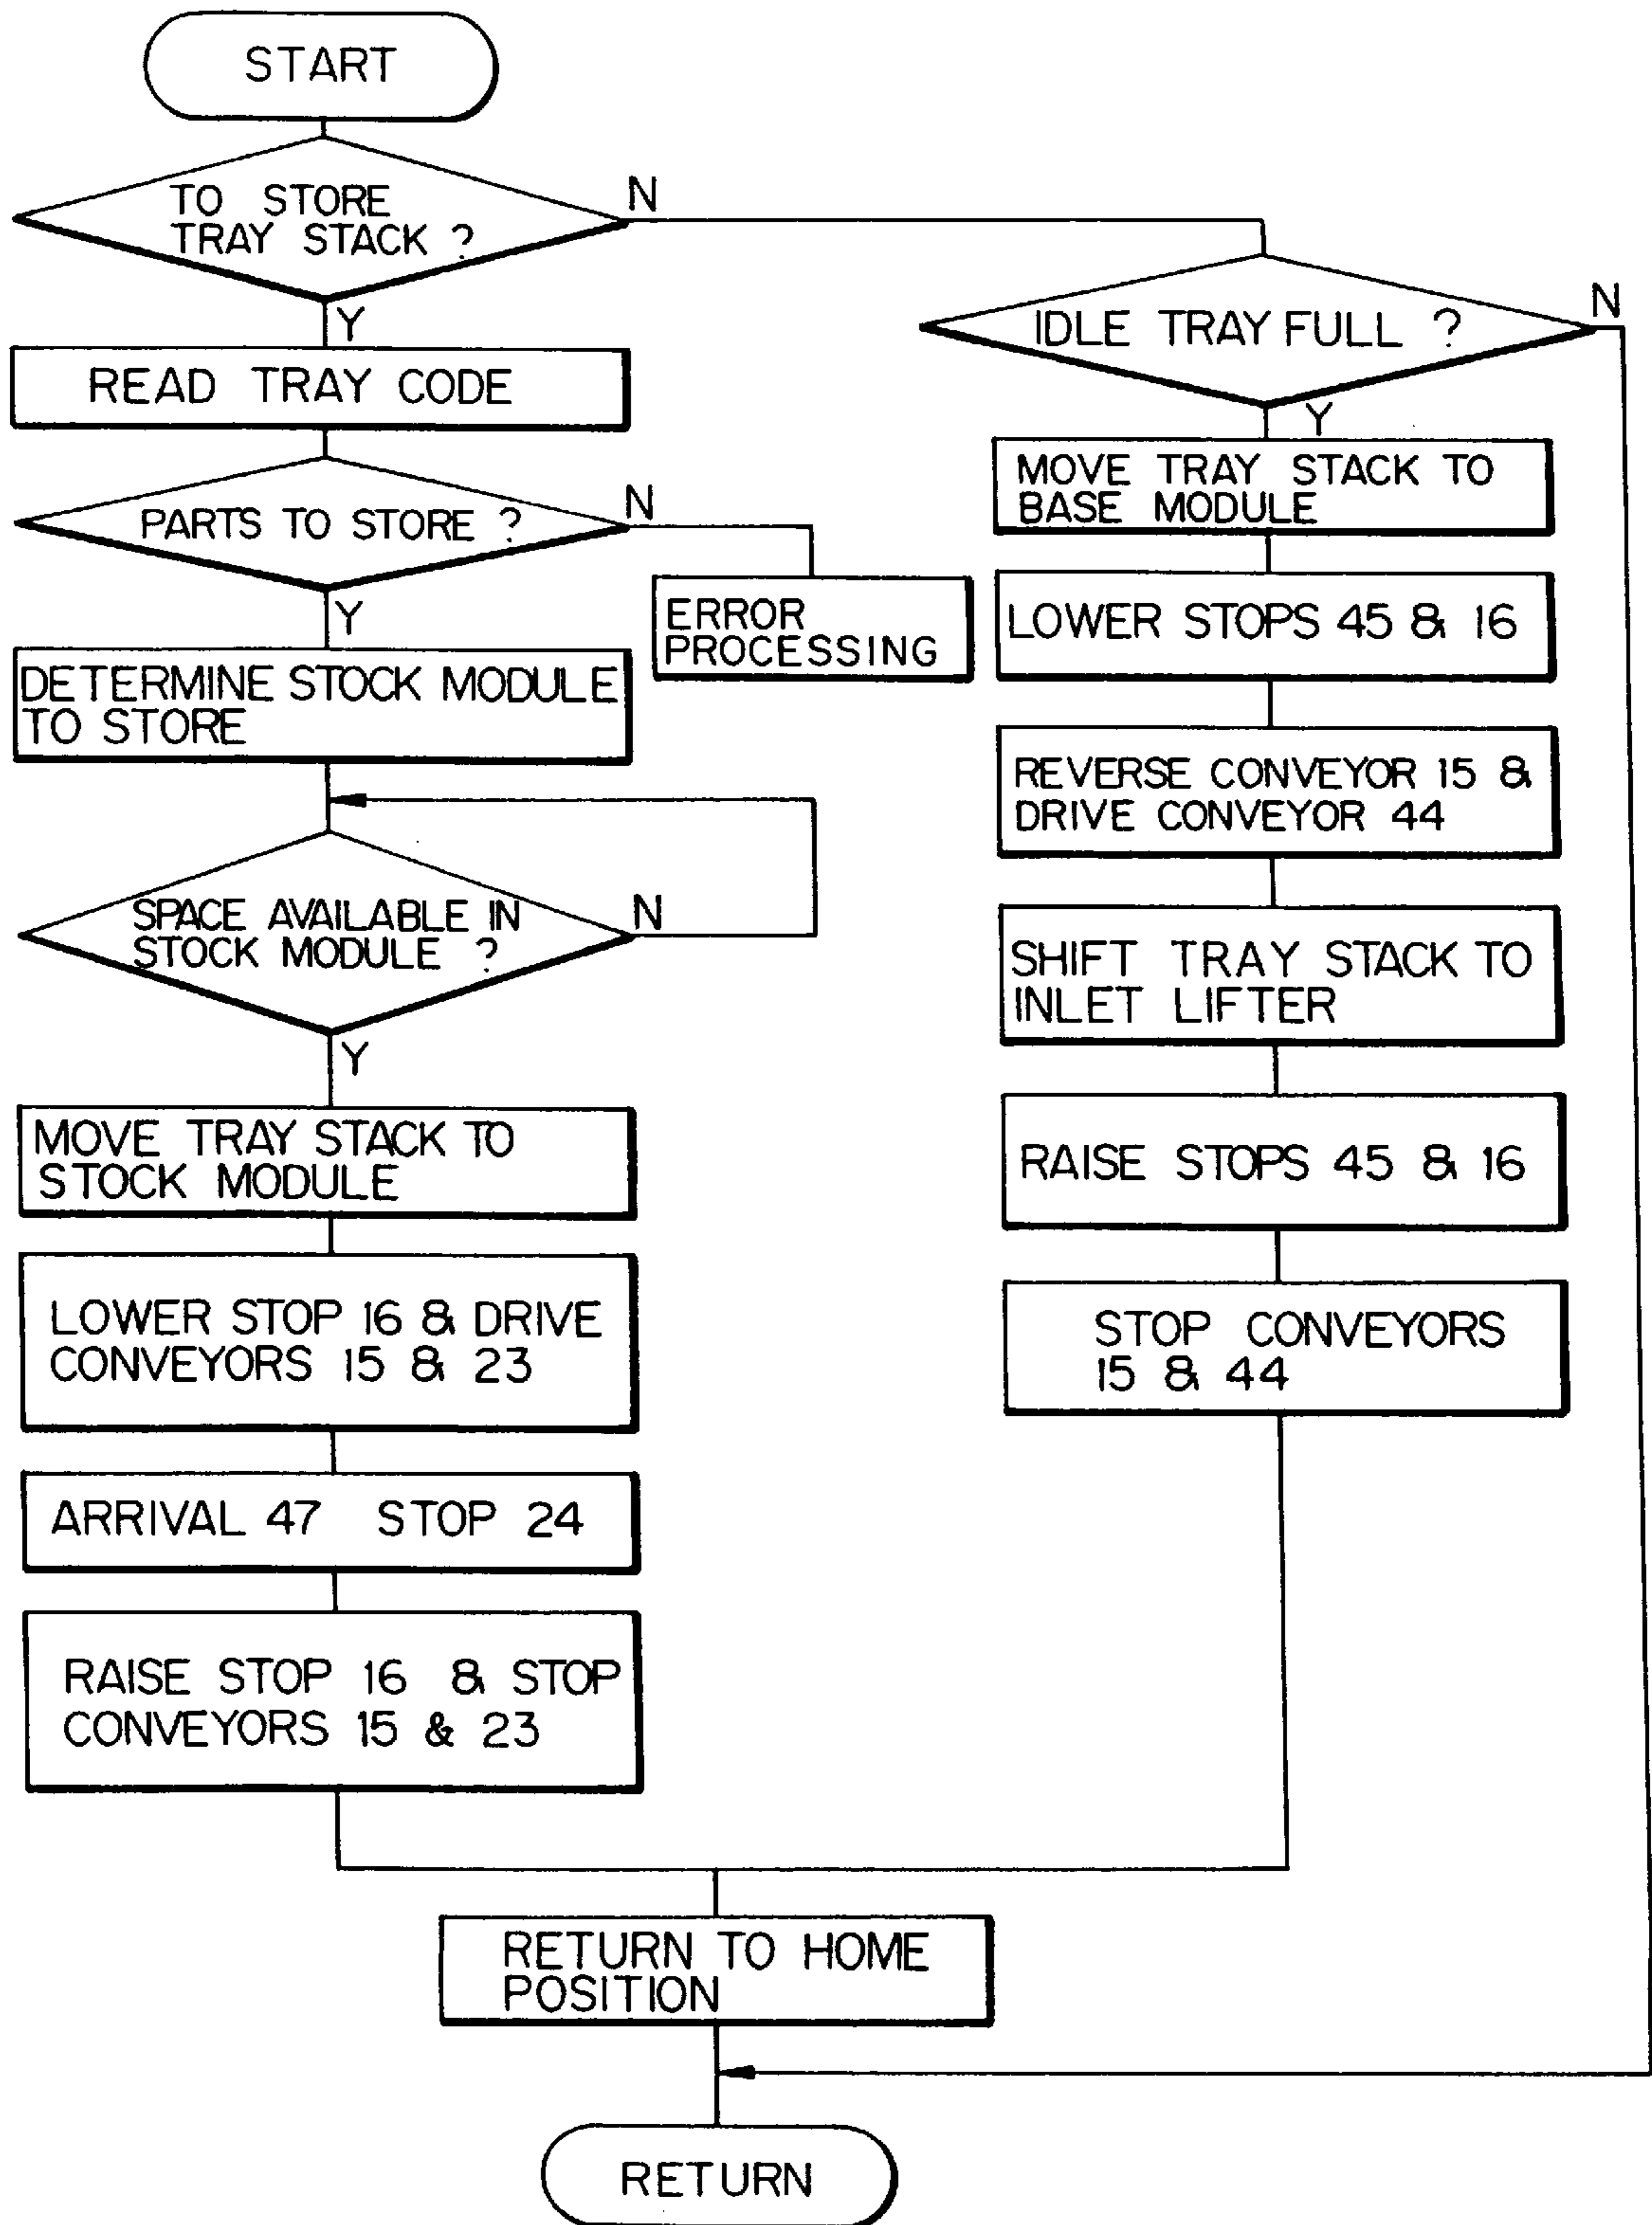 START
TO STORE
TRAY STACK ?
N
Y
READ TRAY CODE
PARTS TO STORE ?
N
Y
ERROR
PROCESSING
DETERMINE STOCK MODULE
TO STORE
SPACE AVAILABLE IN
STOCK MODULE ?
N
Y
MOVE TRAY STACK TO
STOCK MODULE
LOWER STOP 16 & DRIVE
CONVEYORS 15 & 23
ARRIVAL 47 STOP 24
RAISE STOP 16 & STOP
CONVEYORS 15 & 23
IDLE TRAY FULL ?
N
Y
MOVE TRAY STACK TO
BASE MODULE
LOWER STOPS 45 & 16
REVERSE CONVEYOR 15 &
DRIVE CONVEYOR 44
SHIFT TRAY STACK TO
INLET LIFTER
RAISE STOPS 45 & 16
STOP CONVEYORS
15 & 44
RETURN TO HOME
POSITION
RETURN